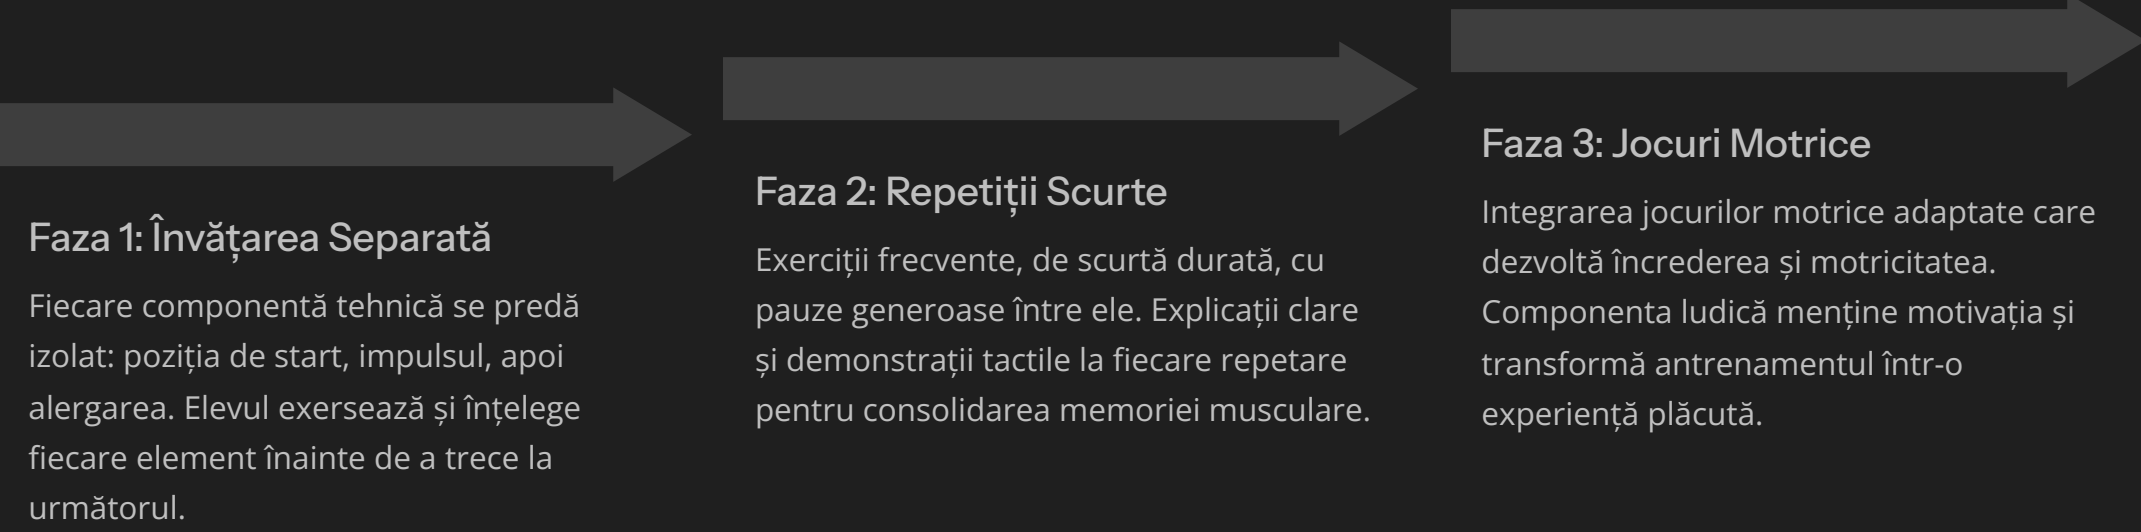 Faza 1: Învățarea Separată
Fiecare componentă tehnică se predă
izolat: poziția de start, impulsul, apoi
alergarea. Elevul exersează și înțelege
fiecare element înainte de a trece la
următorul.
Faza 2: Repetiții Scurte
Exerciții frecvente, de scurtă durată, cu
pauze generoase între ele. Explicații clare
și demonstrații tactile la fiecare repetare
pentru consolidarea memoriei musculare.
Faza 3: Jocuri Motrice
Integrarea jocurilor motrice adaptate care
dezvoltă încrederea și motricitatea.
Componenta ludică menține motivația și
transformă antrenamentul într-o
experiență plăcută.